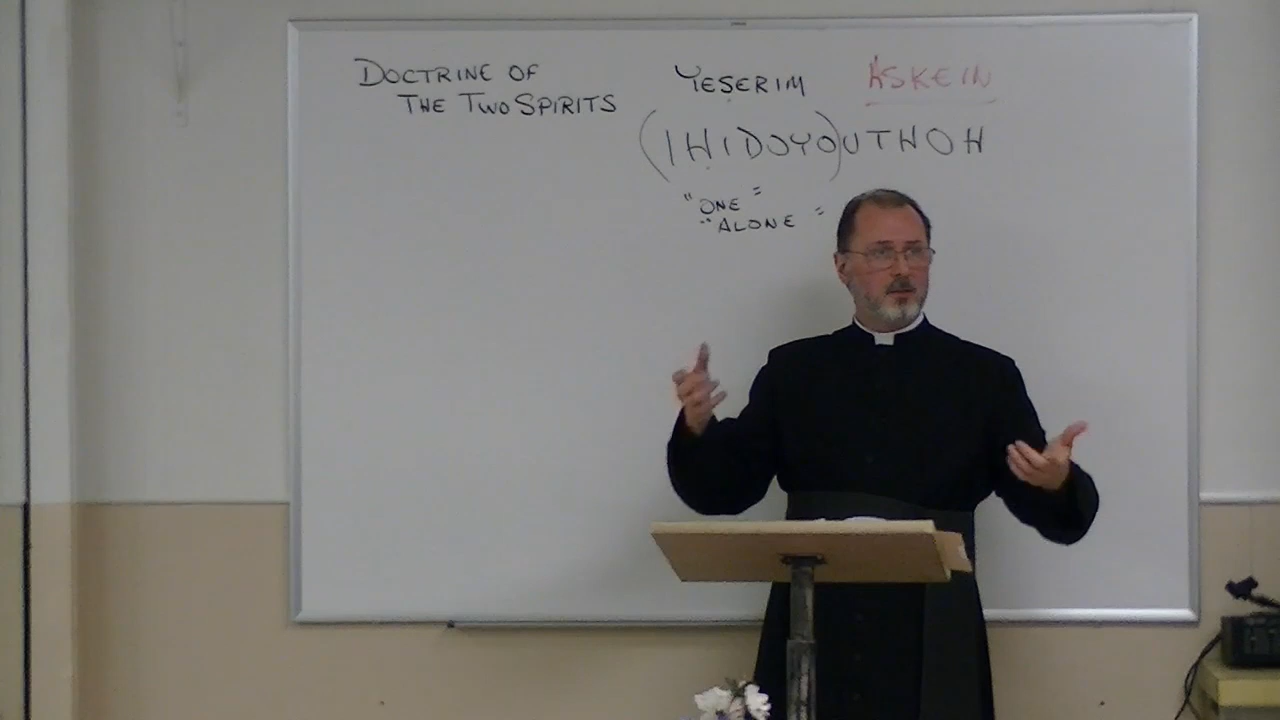 DOCTRINE OF
THE TWO SPIRITS
YESERIM ASKEIN
(IHIDOYO)UTHOH
"ONE"
"ALONE"